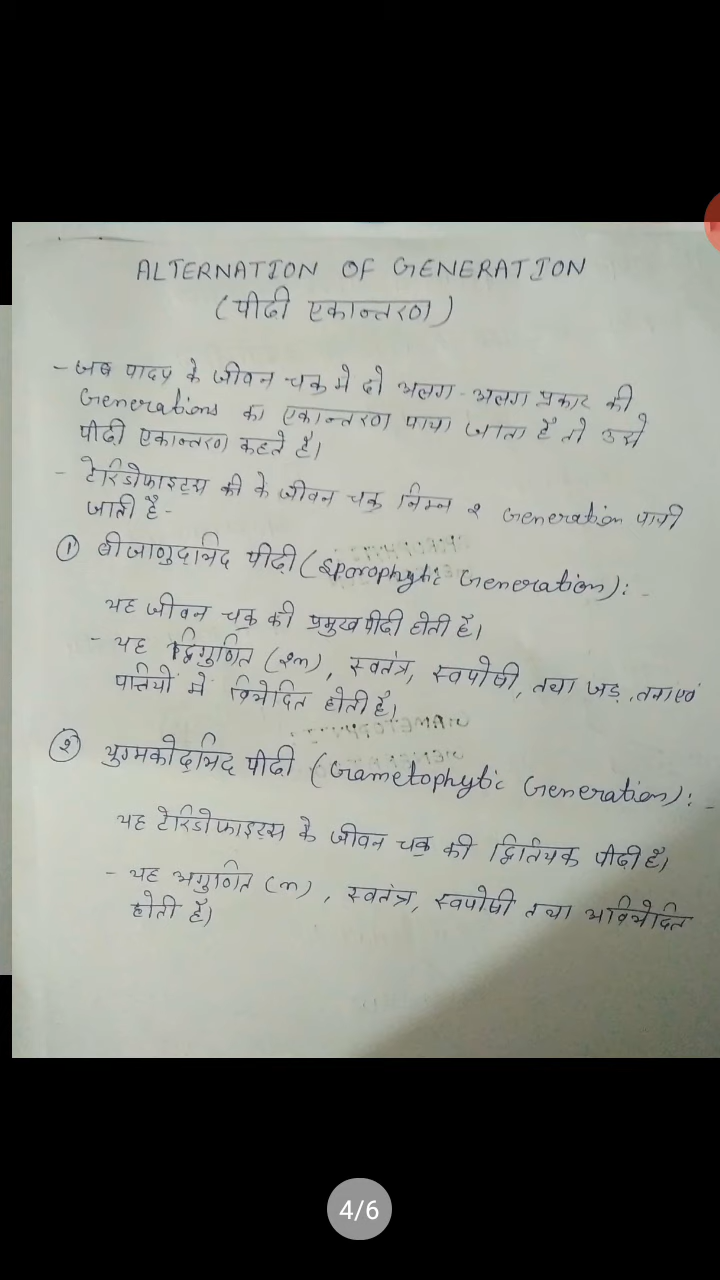 ALTERNATION OF GENERATION
(पीढी एकान्तरण)
- जब पादप के जीवन चक्र मे दो अलग-अलग प्रकार की
Generations का एकान्तरण पाया जाता है तो उसे
पीढी एकान्तरण कहते है।
- टेरिडोफाइट्स की के जीवन चक्र निम्न २ Generation पायी
जाती है -
① बीजाणुदभिद पीढी (Sporophytic Generation): -
यह जीवन चक्र की प्रमुख पीढी होती है।
- यह द्विगुणित (2n), स्वतंत्र, स्वपोषी, तथा जड़, तना एवं
पत्तियों में विभेदित होती है।
② युग्मकोदभिद पीढी (Gametophytic Generation): -
यह टेरिडोफाइट्स के जीवन चक्र की द्वितियक पीढी है।
- यह अगुणित (n), स्वतंत्र, स्वपोषी तथा अविभेदित
होती है।
4/6